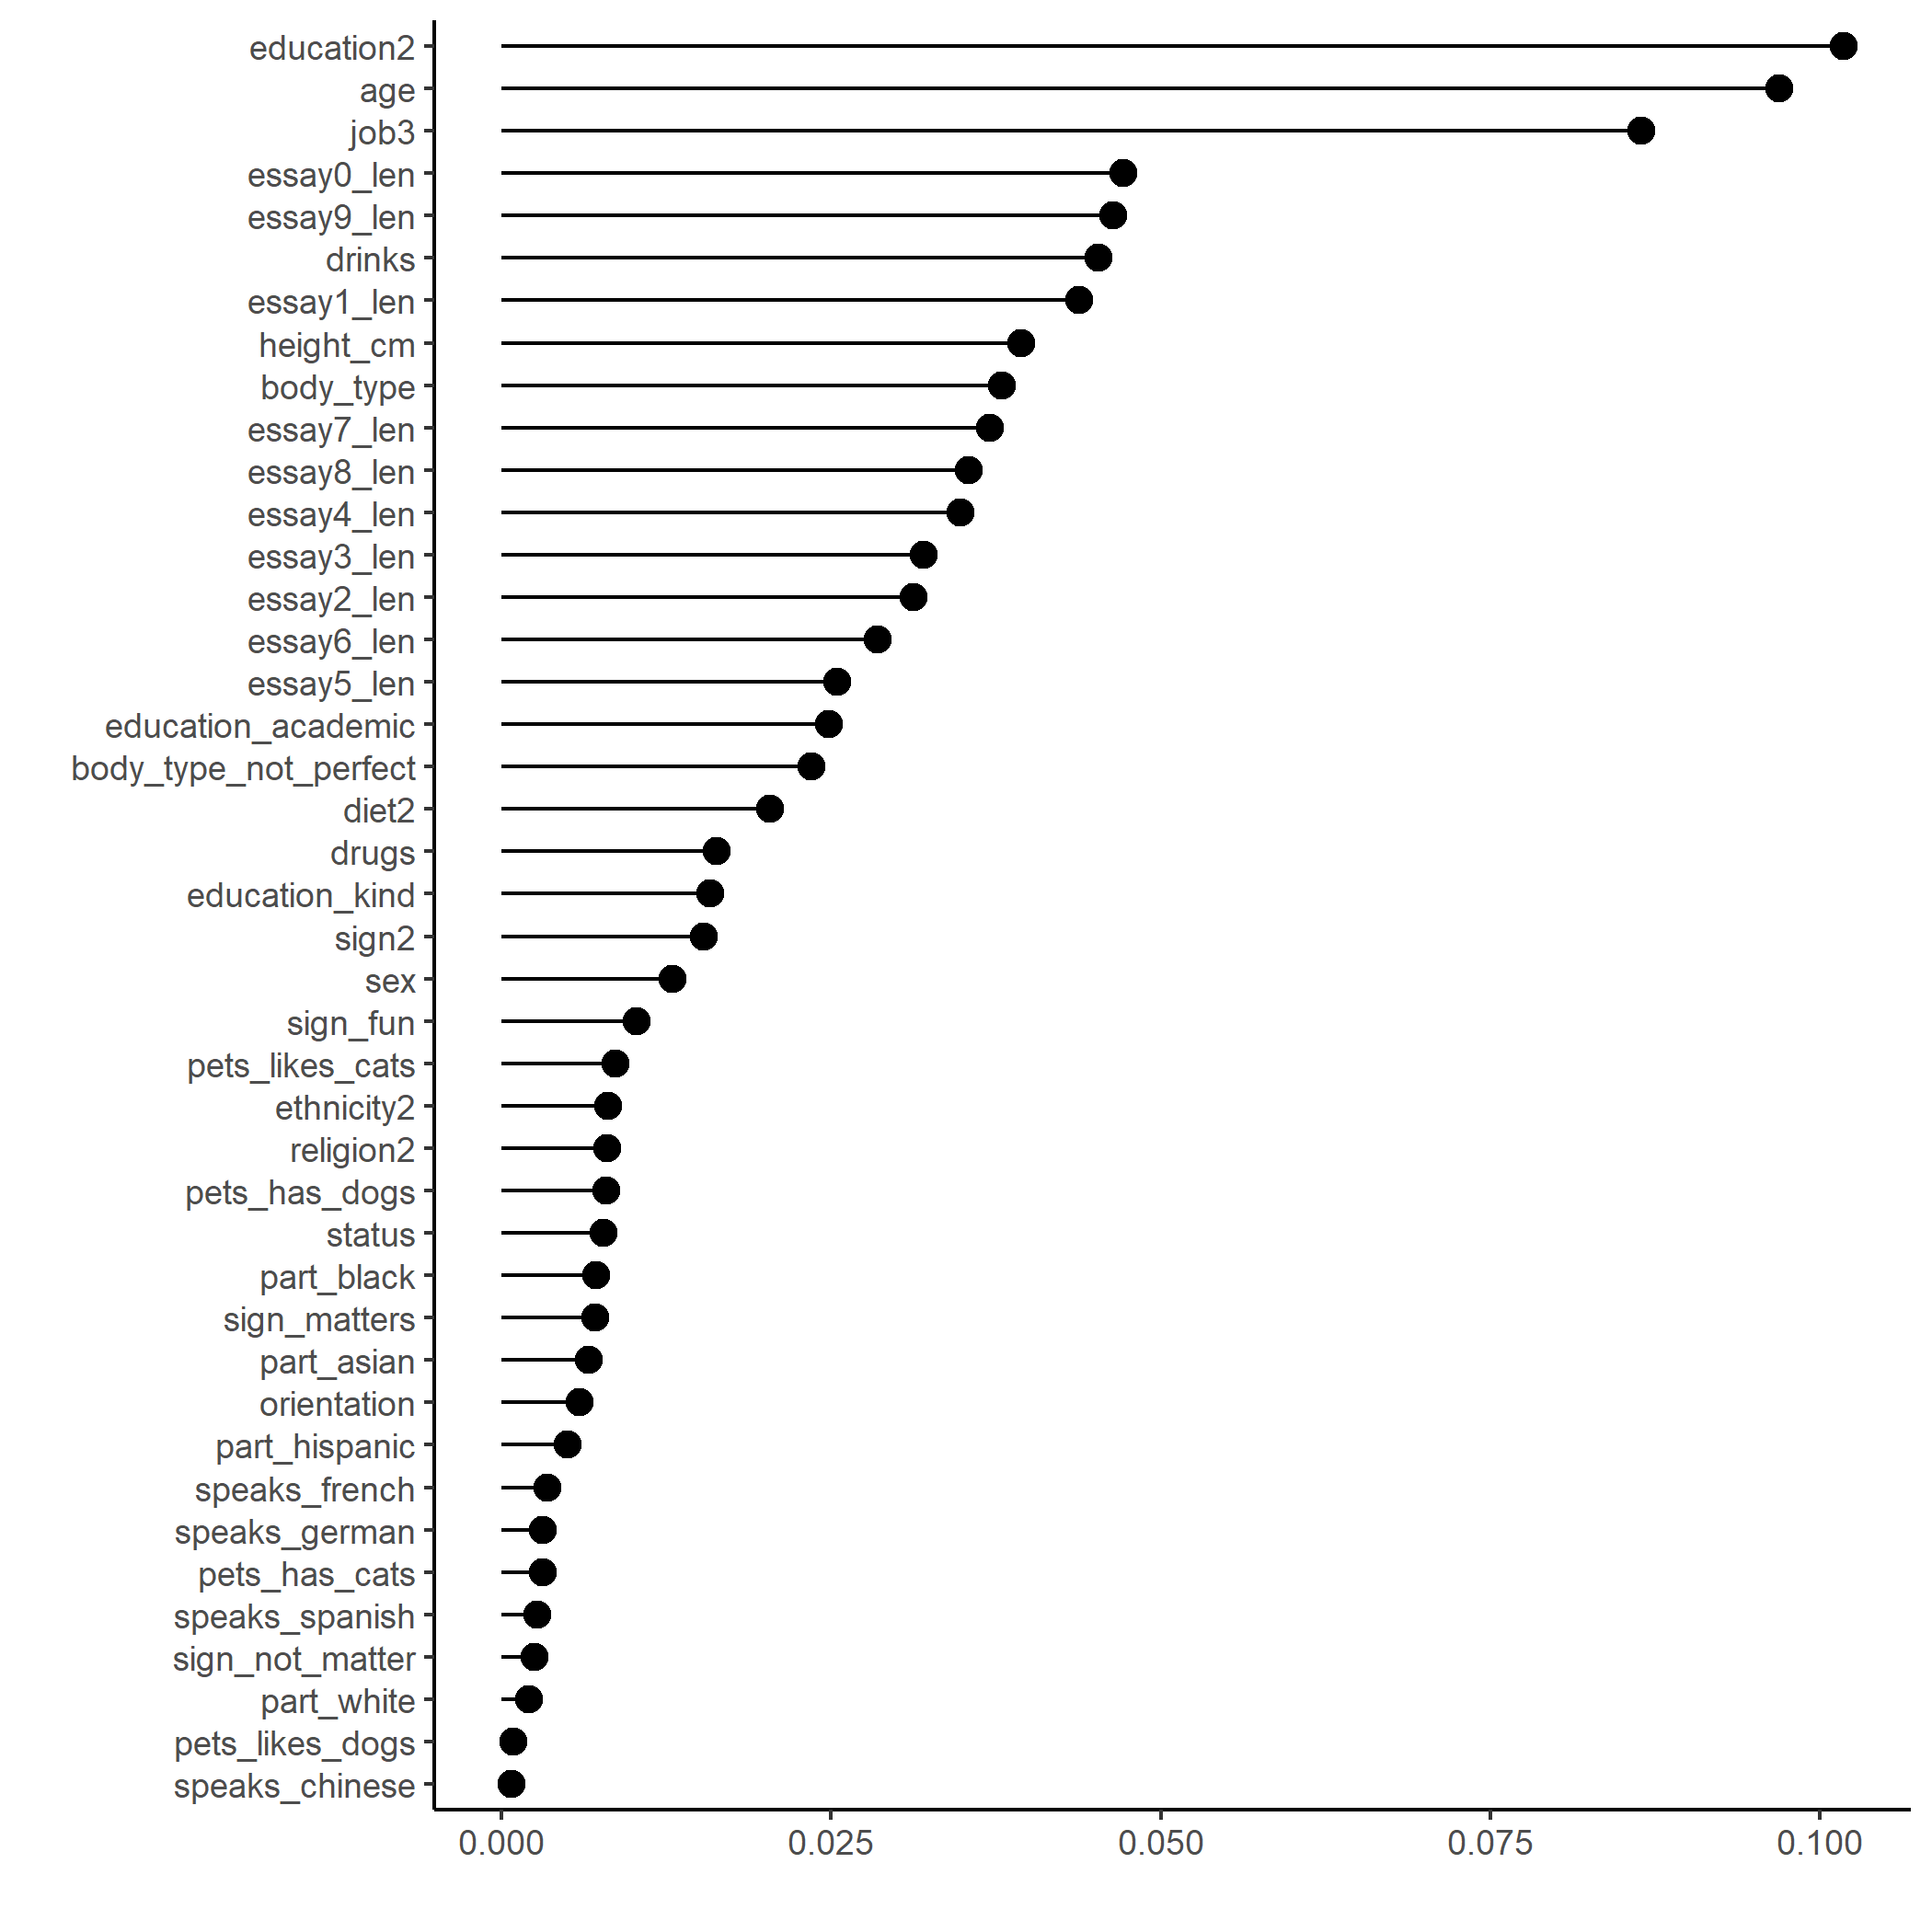 education2
age
job3
essay0_len
essay9_len
drinks
essay1_len
height_cm
body_type
essay7_len
essay8_len
essay4_len
essay3_len
essay2_len
essay6_len
essay5_len
education_academic
body_type_not_perfect
diet2
drugs
education_kind
sign2
sex
sign_fun
pets_likes_cats
ethnicity2
religion2
pets_has_dogs
status
part_black
sign_matters
part_asian
orientation
part_hispanic
speaks_french
speaks_german
pets_has_cats
speaks_spanish
sign_not_matter
part_white
pets_likes_dogs
speaks_chinese
0.000 0.025 0.050 0.075 0.100